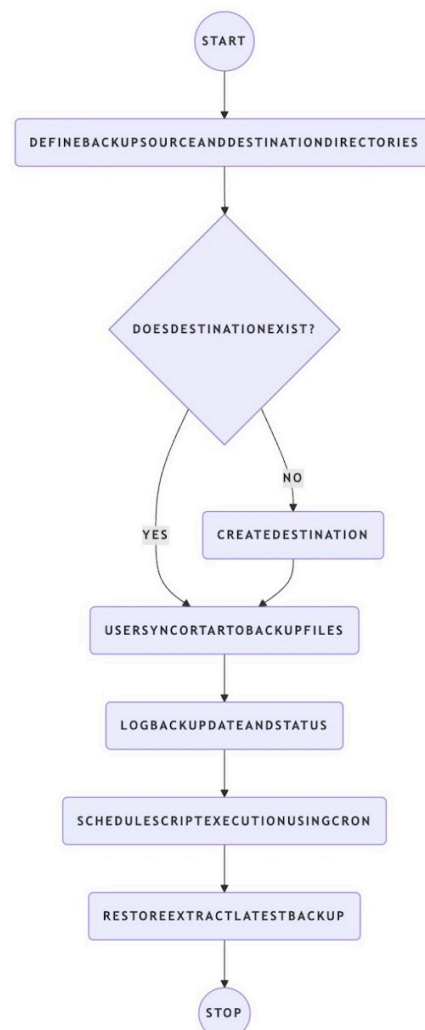 START
DEFINEBACKUPSOURCEANDDESTINATIONDIRECTORIES
DOESDESTINATIONEXIST?
NO
YES
CREATEDESTINATION
USERSYNCORTARTOBACKUPFILES
LOGBACKUPDATEANDSTATUS
SCHEDULESCRIPTEXECUTIONUSINGCRON
RESTOREEXTRACTLATESTBACKUP
STOP